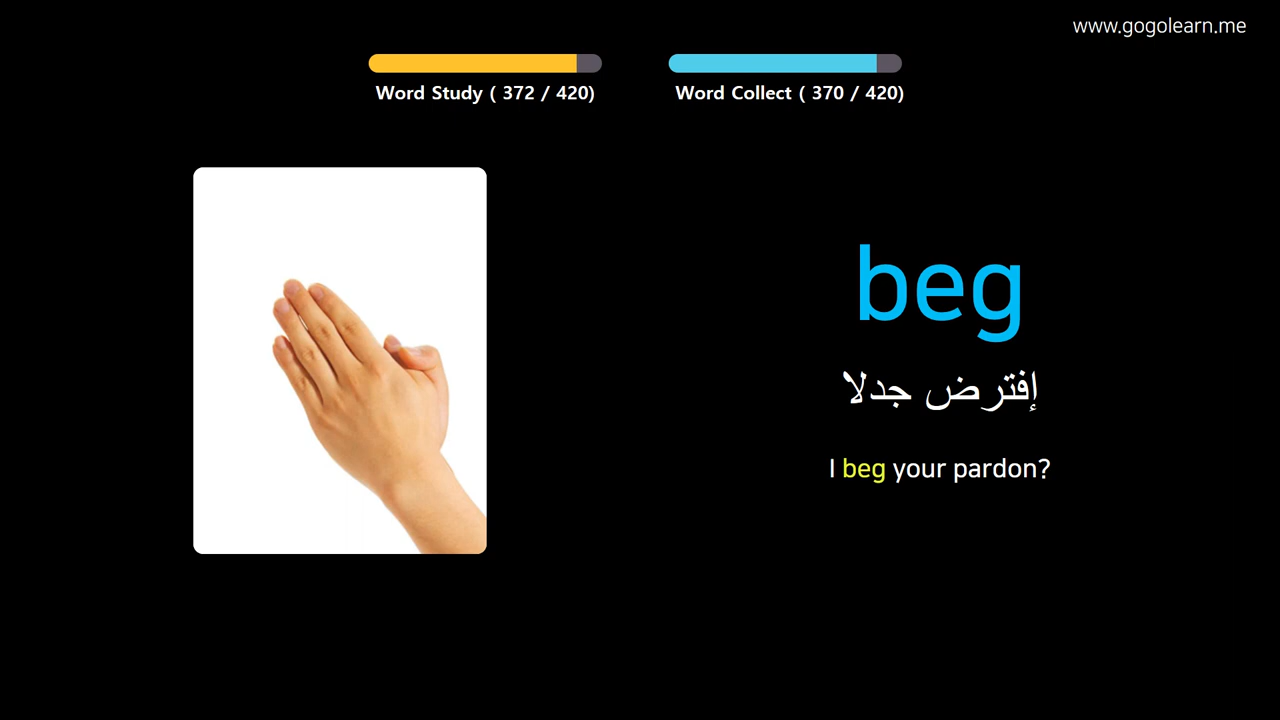 www.gogolearn.me
Word Study ( 372 / 420)
Word Collect ( 370 / 420)
beg
إفترض جدلا
I beg your pardon?